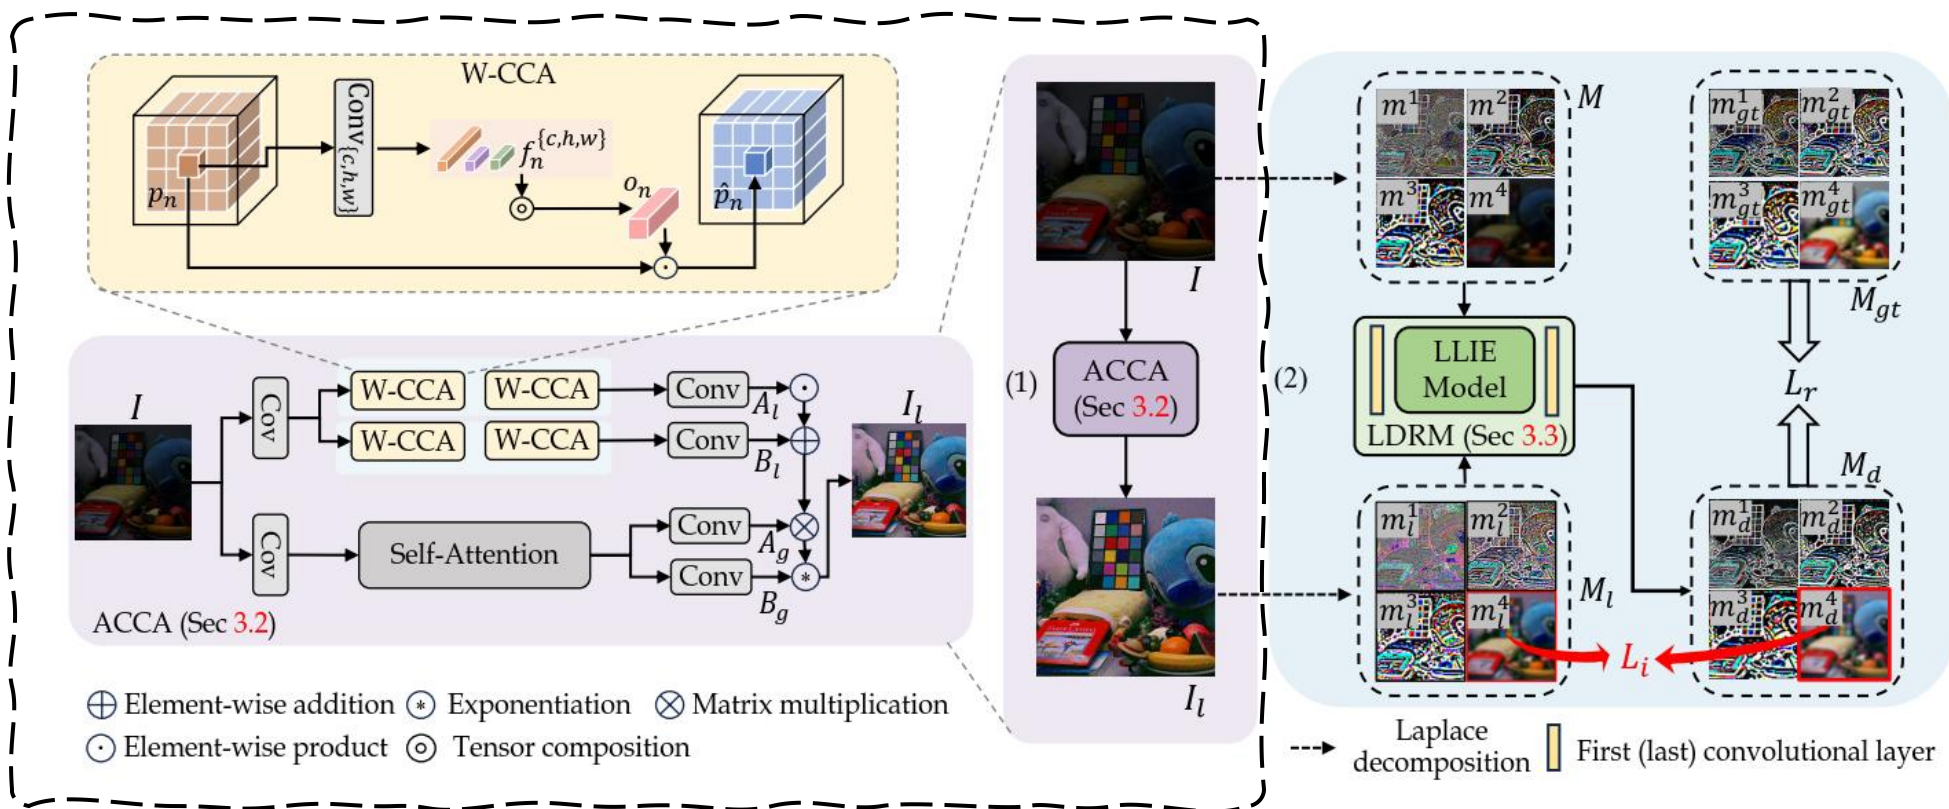 W-CCA
p_n
Conv_{c,h,w}
f_n^{c,h,w}
o_n
p̂_n
I
Cov
W-CCA
W-CCA
Conv
A_l
W-CCA
W-CCA
Conv
B_l
I_l
Cov
Self-Attention
Conv
A_g
Conv
B_g
ACCA (Sec 3.2)
Element-wise addition
Exponentiation
Matrix multiplication
Element-wise product
Tensor composition
I
(1)
ACCA
(Sec 3.2)
I_l
(2)
m^1
m^2
M
m^3
m^4
m_gt^1
m_gt^2
m_gt^3
m_gt^4
M_gt
LLIE
Model
LDRM (Sec 3.3)
L_r
M_d
m_l^1
m_l^2
M_l
m_l^3
m_l^4
L_i
m_d^1
m_d^2
m_d^3
m_d^4
Laplace
decomposition
First (last) convolutional layer